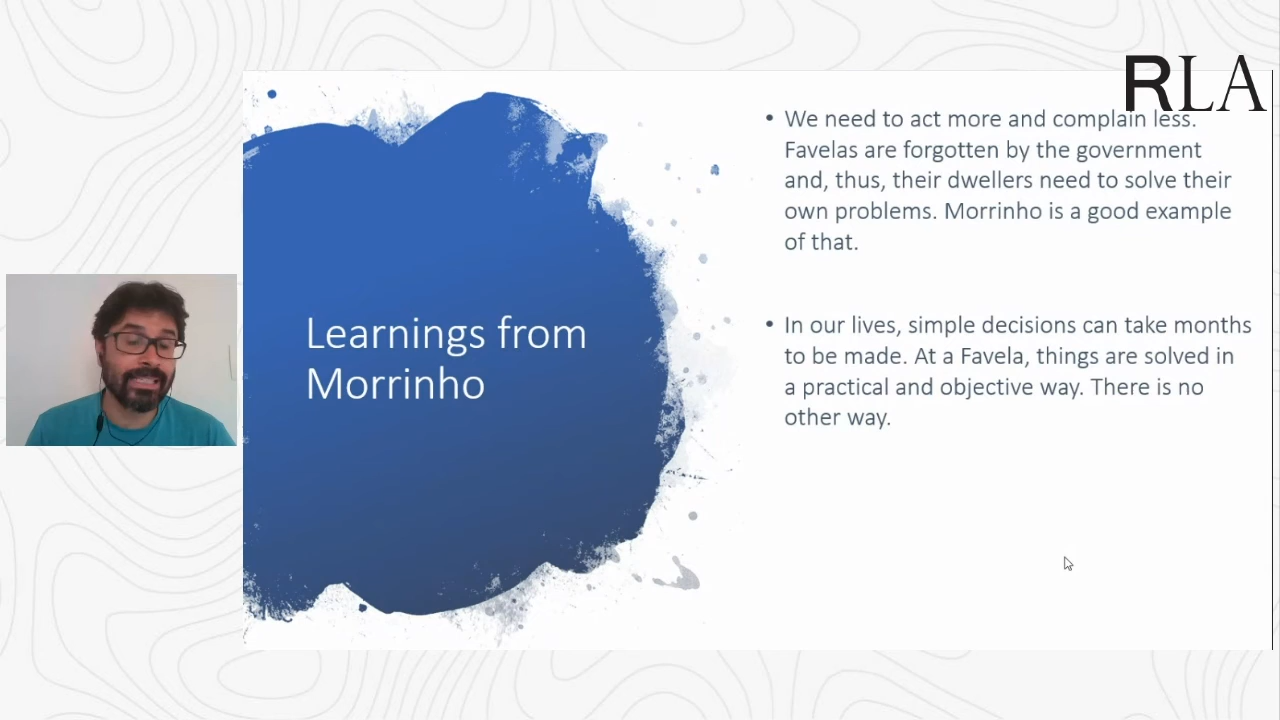 RLA
Learnings from
Morrinho
• We need to act more and complain less.
Favelas are forgotten by the government
and, thus, their dwellers need to solve their
own problems. Morrinho is a good example
of that.
• In our lives, simple decisions can take months
to be made. At a Favela, things are solved in
a practical and objective way. There is no
other way.